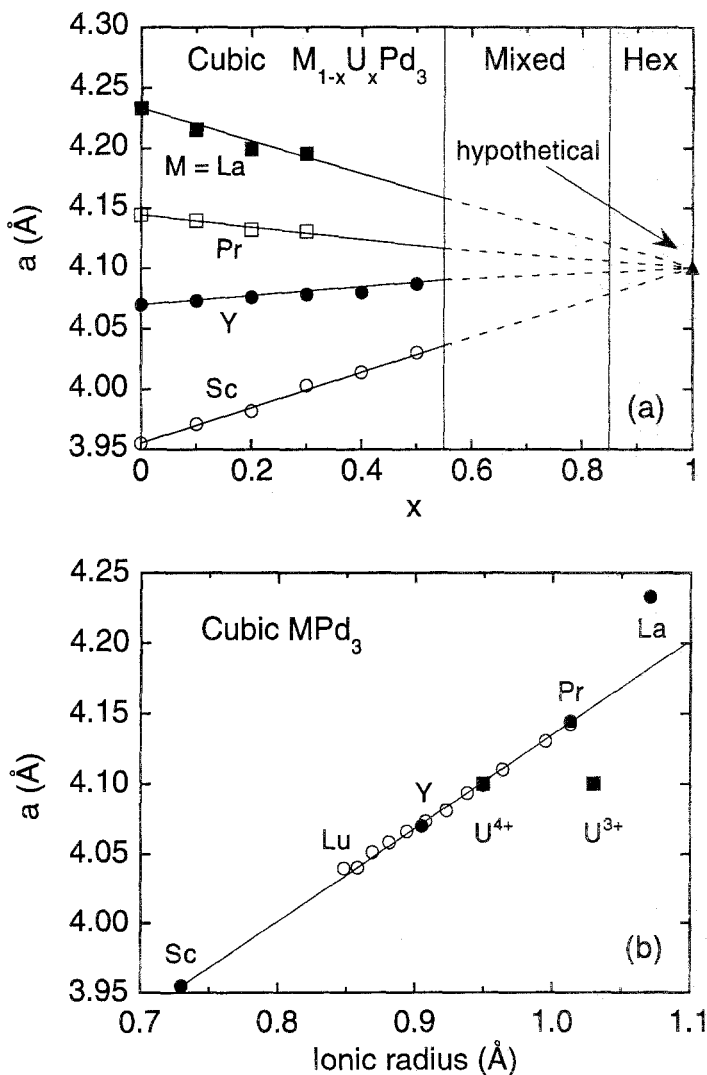 4.30
Cubic M₁₋ₓUₓPd₃ Mixed Hex
4.25
4.20
M = La
hypothetical
4.15
Pr
a (Å)
4.10
4.05
Y
4.00
Sc
(a)
3.95
0 0.2 0.4 0.6 0.8 1
x
4.25
Cubic MPd₃
La
4.20
Pr
4.15
a (Å)
4.10
Y
U⁴⁺ U³⁺
4.05
Lu
4.00
Sc
(b)
3.95
0.7 0.8 0.9 1.0 1.1
Ionic radius (Å)